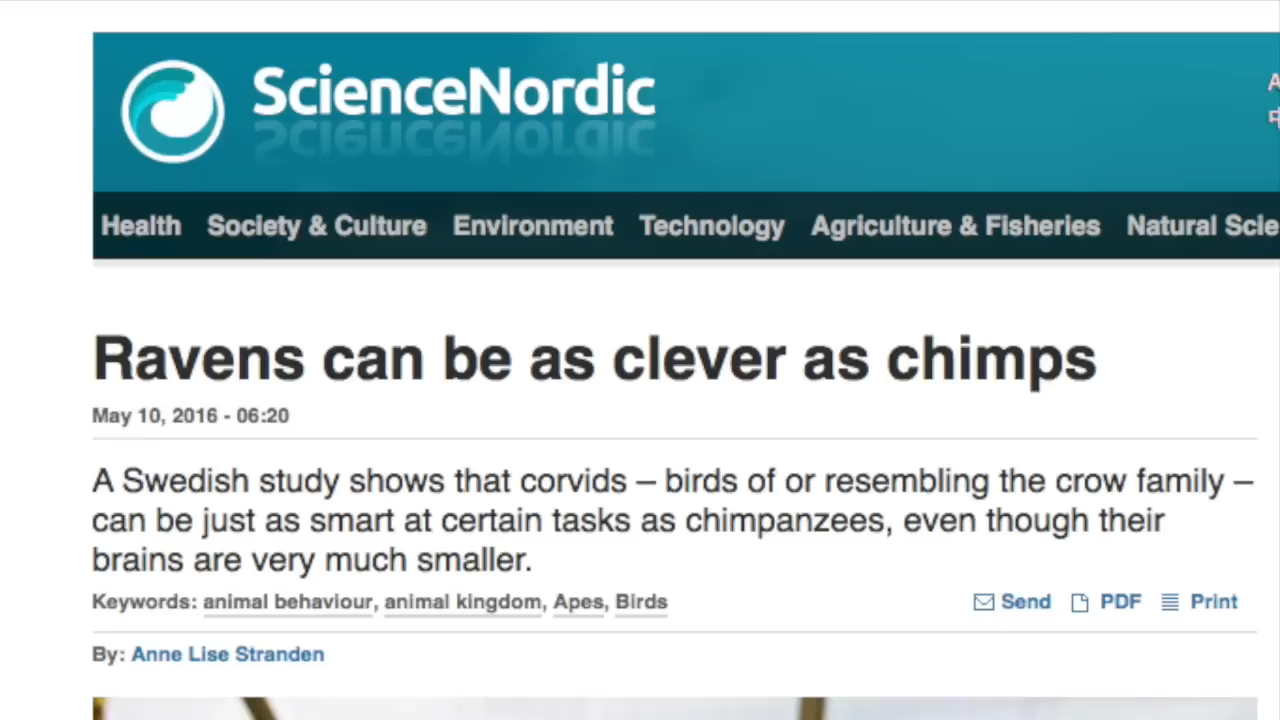 ScienceNordic
Health Society & Culture Environment Technology Agriculture & Fisheries Natural Scie
Ravens can be as clever as chimps
May 10, 2016 - 06:20
A Swedish study shows that corvids – birds of or resembling the crow family –
can be just as smart at certain tasks as chimpanzees, even though their
brains are very much smaller.
Keywords: animal behaviour, animal kingdom, Apes, Birds Send PDF Print
By: Anne Lise Stranden